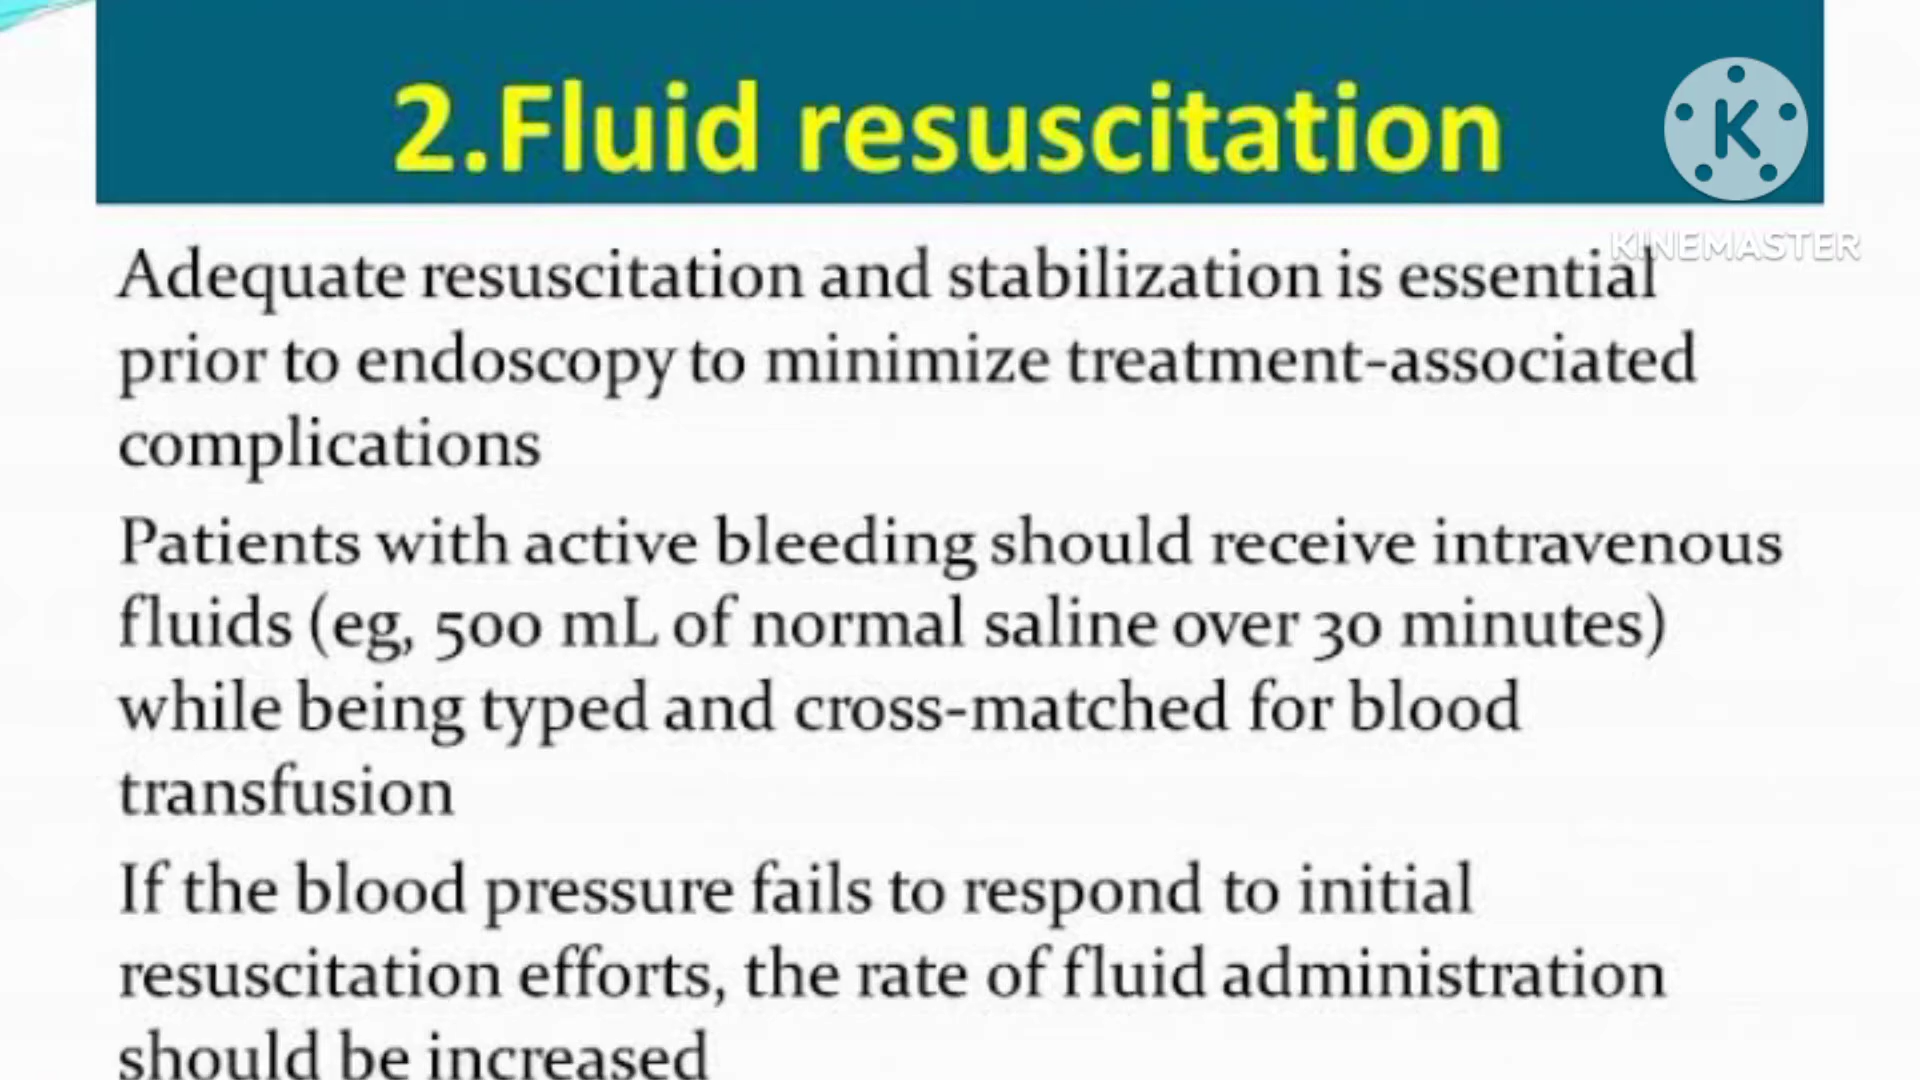 2.Fluid resuscitation
K
KINEMASTER
Adequate resuscitation and stabilization is essential
prior to endoscopy to minimize treatment-associated
complications
Patients with active bleeding should receive intravenous
fluids (eg, 500 mL of normal saline over 30 minutes)
while being typed and cross-matched for blood
transfusion
If the blood pressure fails to respond to initial
resuscitation efforts, the rate of fluid administration
should be increased